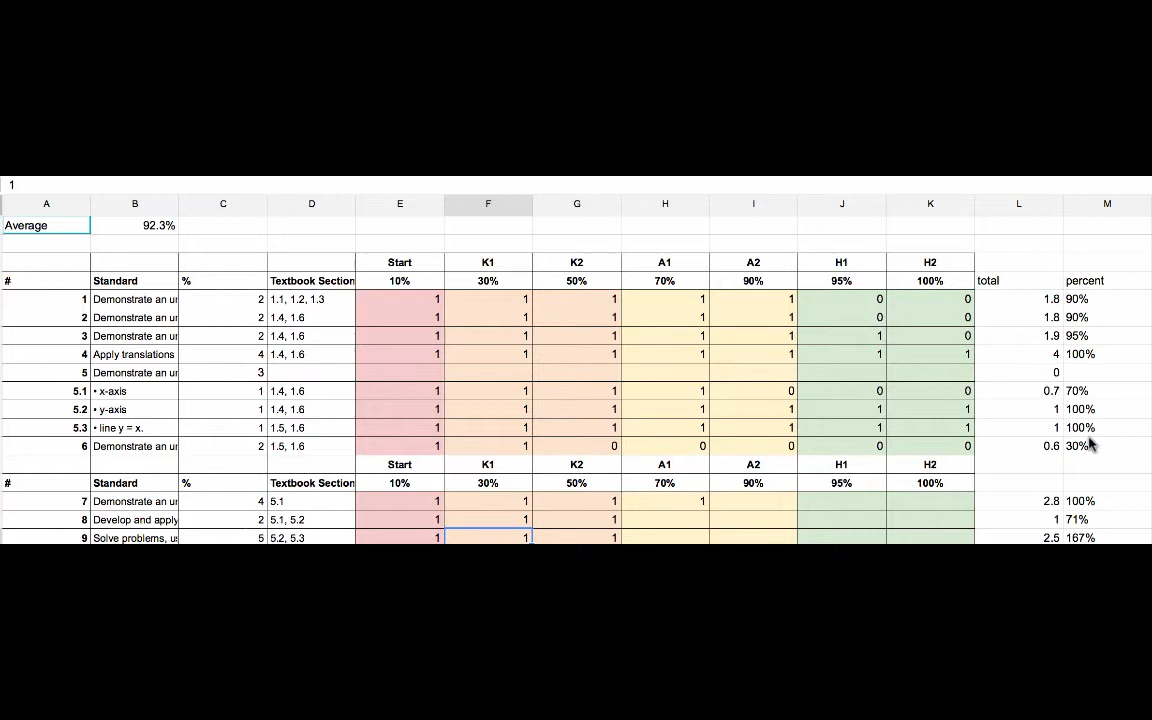 1
A B C D E F G H I J K L M
Average 92.3%
Start K1 K2 A1 A2 H1 H2
# Standard % Textbook Section 10% 30% 50% 70% 90% 95% 100% total percent
1 Demonstrate an ur 2 1.1, 1.2, 1.3 1 1 1 1 1 0 0 1.8 90%
2 Demonstrate an ur 2 1.4, 1.6 1 1 1 1 1 0 0 1.8 90%
3 Demonstrate an ur 2 1.4, 1.6 1 1 1 1 1 1 0 1.9 95%
4 Apply translations 4 1.4, 1.6 1 1 1 1 1 1 1 4 100%
5 Demonstrate an ur 3 0
5.1 • x-axis 1 1.4, 1.6 1 1 1 1 0 0 0 0.7 70%
5.2 • y-axis 1 1.4, 1.6 1 1 1 1 1 1 1 1 100%
5.3 • line y = x. 1 1.5, 1.6 1 1 1 1 1 1 1 1 100%
6 Demonstrate an ur 2 1.5, 1.6 1 1 0 0 0 0 0 0.6 30%
Start K1 K2 A1 A2 H1 H2
# Standard % Textbook Section 10% 30% 50% 70% 90% 95% 100%
7 Demonstrate an ur 4 5.1 1 1 1 1 2.8 100%
8 Develop and apply 2 5.1, 5.2 1 1 1 1 71%
9 Solve problems, us 5 5.2, 5.3 1 1 1 2.5 167%